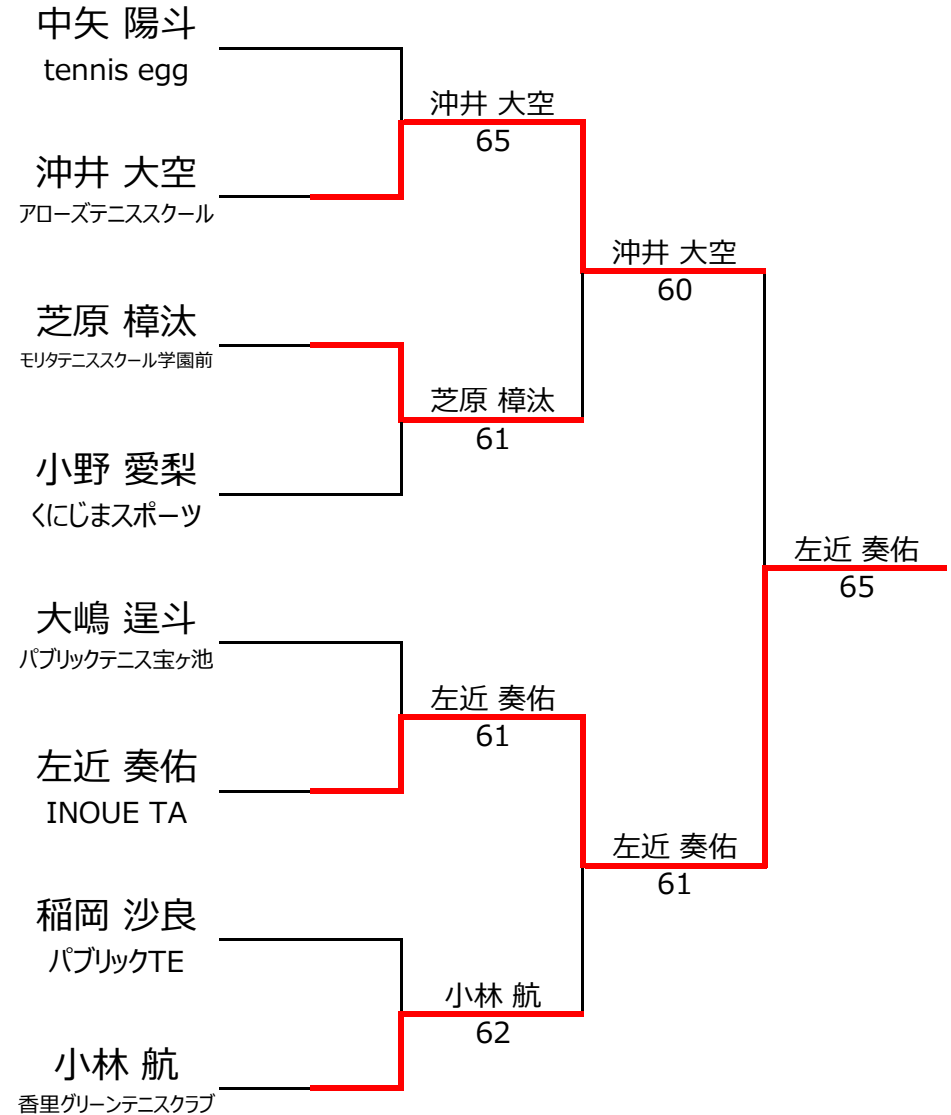 中矢 陽斗
tennis egg
沖井 大空
65
沖井 大空
アローズテニススクール
沖井 大空
60
芝原 樟汰
モリタテニススクール学園前
芝原 樟汰
61
小野 愛梨
くにじまスポーツ
左近 奏佑
65
大嶋 逞斗
パブリックテニス宝ヶ池
左近 奏佑
61
左近 奏佑
INOUE TA
左近 奏佑
61
稲岡 沙良
パブリックTE
小林 航
62
小林 航
香里グリーンテニスクラブ